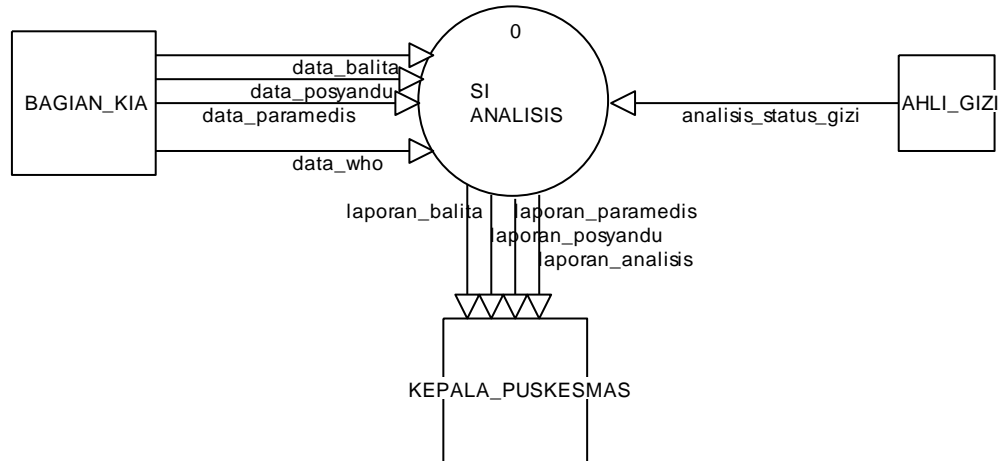 0
BAGIAN_KIA
data_balita
data_posyandu
data_paramedis
data_who
SI
ANALISIS
analisis_status_gizi
AHLI_GIZI
laporan_balita
laporan_paramedis
laporan_posyandu
laporan_analisis
KEPALA_PUSKESMAS